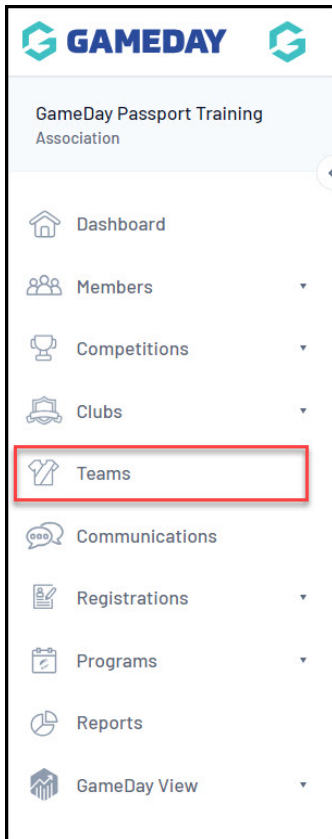 GAMEDAY
GameDay Passport Training
Association
Dashboard
Members
Competitions
Clubs
Teams
Communications
Registrations
Programs
Reports
GameDay View